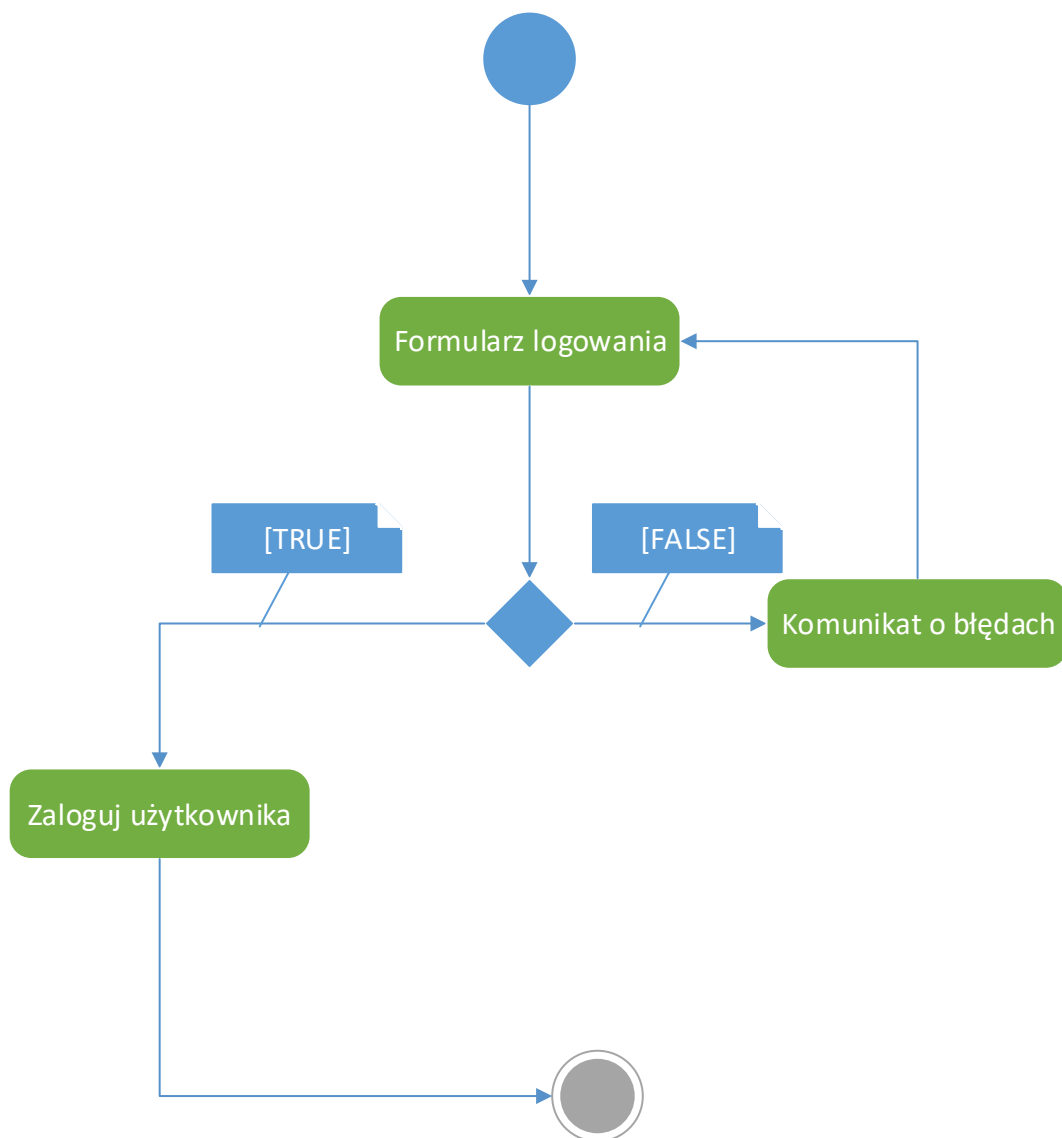 Formularz logowania
[TRUE]
[FALSE]
Komunikat o błędach
Zaloguj użytkownika